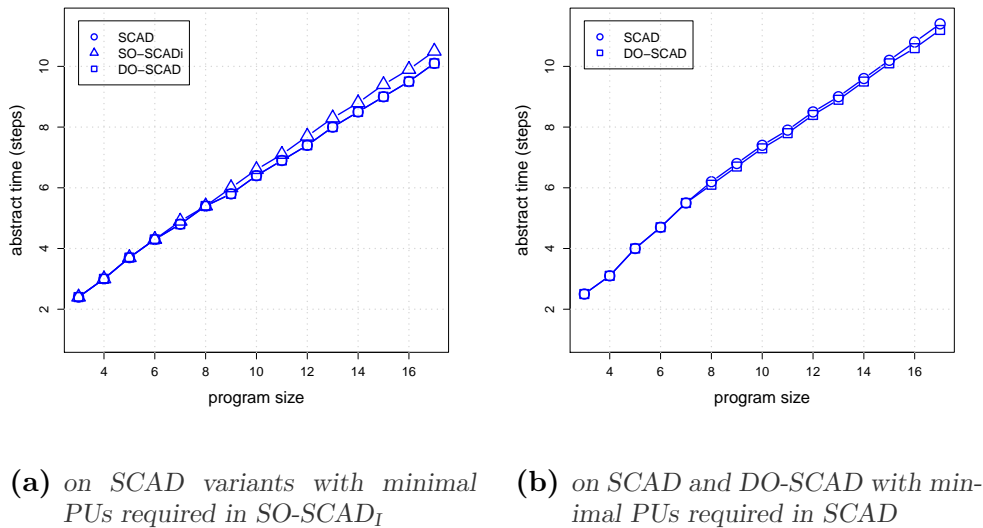 SCAD
SO−SCADi
DO−SCAD
2
4
6
8
10
abstract time (steps)
4
6
8
10
12
14
16
program size
SCAD
DO−SCAD
2
4
6
8
10
abstract time (steps)
4
6
8
10
12
14
16
program size
(a) on SCAD variants with minimal
PUs required in SO-SCAD_I
(b) on SCAD and DO-SCAD with min-
imal PUs required in SCAD